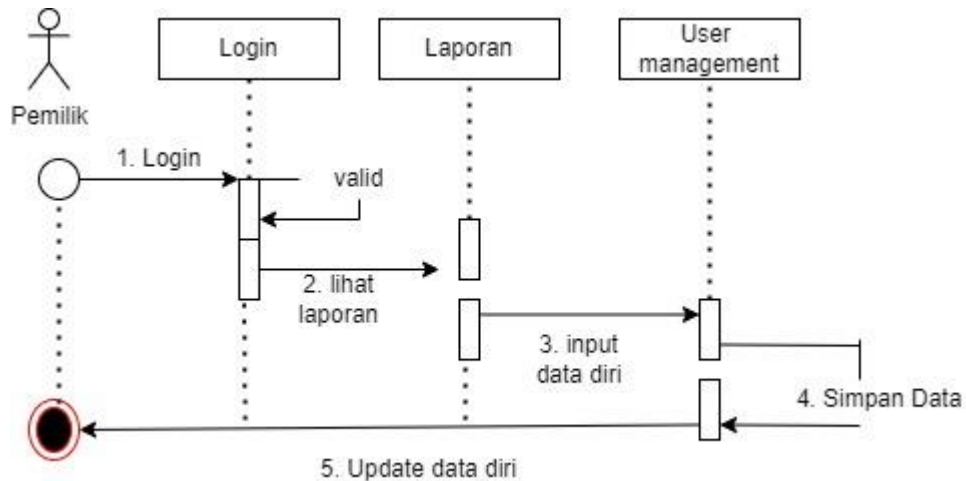 Login
Laporan
User
management
Pemilik
1. Login
valid
2. lihat
laporan
3. input
data diri
4. Simpan Data
5. Update data diri